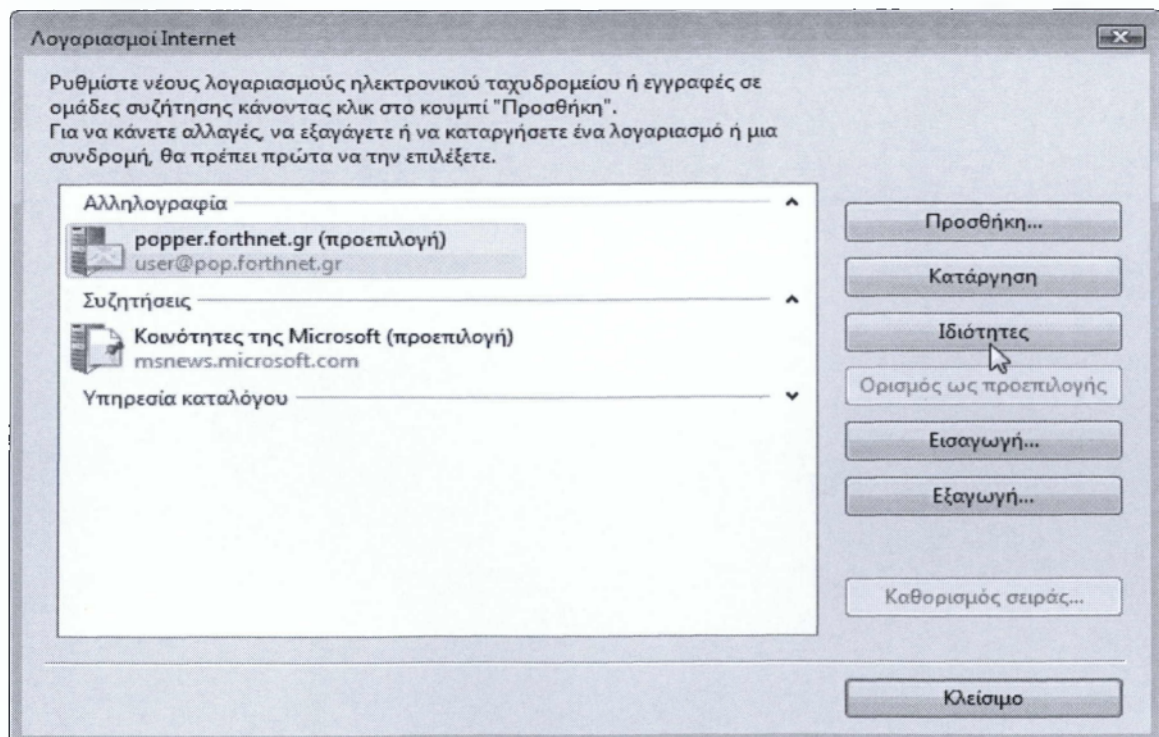 Λογαριασμοί Internet
Ρυθμίστε νέους λογαριασμούς ηλεκτρονικού ταχυδρομείου ή εγγραφές σε
ομάδες συζήτησης κάνοντας κλικ στο κουμπί "Προσθήκη".
Για να κάνετε αλλαγές, να εξαγάγετε ή να καταργήσετε ένα λογαριασμό ή μια
συνδρομή, θα πρέπει πρώτα να την επιλέξετε.
Αλληλογραφία
popper.forthnet.gr (προεπιλογή)
user@pop.forthnet.gr
Συζητήσεις
Κοινότητες της Microsoft (προεπιλογή)
msnews.microsoft.com
Υπηρεσία καταλόγου
Προσθήκη...
Κατάργηση
Ιδιότητες
Ορισμός ως προεπιλογής
Εισαγωγή...
Εξαγωγή...
Καθορισμός σειράς...
Κλείσιμο